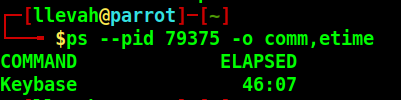 ┌─[llevah@parrot]─[~]
└──╼ $ps --pid 79375 -o comm,etime
COMMAND             ELAPSED
Keybase               46:07